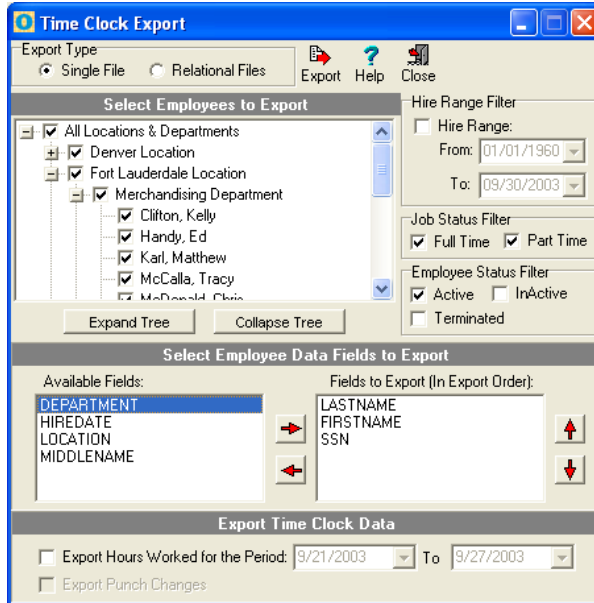 Time Clock Export
Export Type
Single File Relational Files
Export Help Close
Select Employees to Export
All Locations & Departments
Denver Location
Fort Lauderdale Location
Merchandising Department
Clifton, Kelly
Handy, Ed
Karl, Matthew
McCalla, Tracy
McDonald, Chris
Expand Tree Collapse Tree
Hire Range Filter
Hire Range:
From: 01/01/1960
To: 09/30/2003
Job Status Filter
Full Time Part Time
Employee Status Filter
Active InActive
Terminated
Select Employee Data Fields to Export
Available Fields:
DEPARTMENT
HIREDATE
LOCATION
MIDDLENAME
Fields to Export (In Export Order):
LASTNAME
FIRSTNAME
SSN
Export Time Clock Data
Export Hours Worked for the Period: 9/21/2003 To 9/27/2003
Export Punch Changes